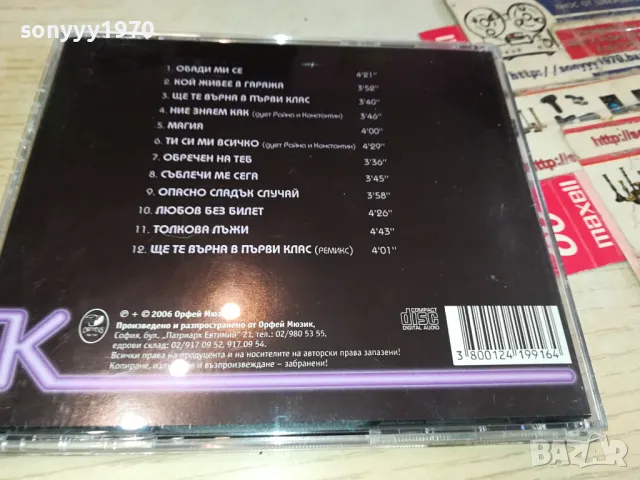 sonyyy1970
1. ОБАДИ МИ СЕ 4'21''
2. КОЙ ЖИВЕЕ В ГАРАЖА 3'52''
3. ЩЕ ТЕ ВЪРНА В ПЪРВИ КЛАС 3'40''
4. НИЕ ЗНАЕМ КАК (дует Райна и Константин) 3'46''
5. МАГИЯ 4'00''
6. ТИ СИ МИ ВСИЧКО (дует Райна и Константин) 4'29''
7. ОБРЕЧЕН НА ТЕБ 3'36''
8. СЪБЛЕЧИ МЕ СЕГА 3'45''
9. ОПАСНО СЛАДЪК СЛУЧАЙ 3'58''
10. ЛЮБОВ БЕЗ БИЛЕТ 4'26''
11. ТОЛКОВА ЛЪЖИ 4'43''
12. ЩЕ ТЕ ВЪРНА В ПЪРВИ КЛАС (РЕМИКС) 4'01''
℗ + © 2006 Орфей Мюзик
Произведено и разпространено от Орфей Мюзик,
София, бул. „Патриарх Евтимий" 21, тел.: 02/980 53 55,
едрови склад: 02/917 09 52, 917 09 54.
Всички права на продуцента и на носителите на авторски права запазени!
Копиране, излъчване и възпроизвеждане – забранени!
COMPACT
disc
DIGITAL AUDIO
3 800124 199164
K
maxell
http://s
BAZAR